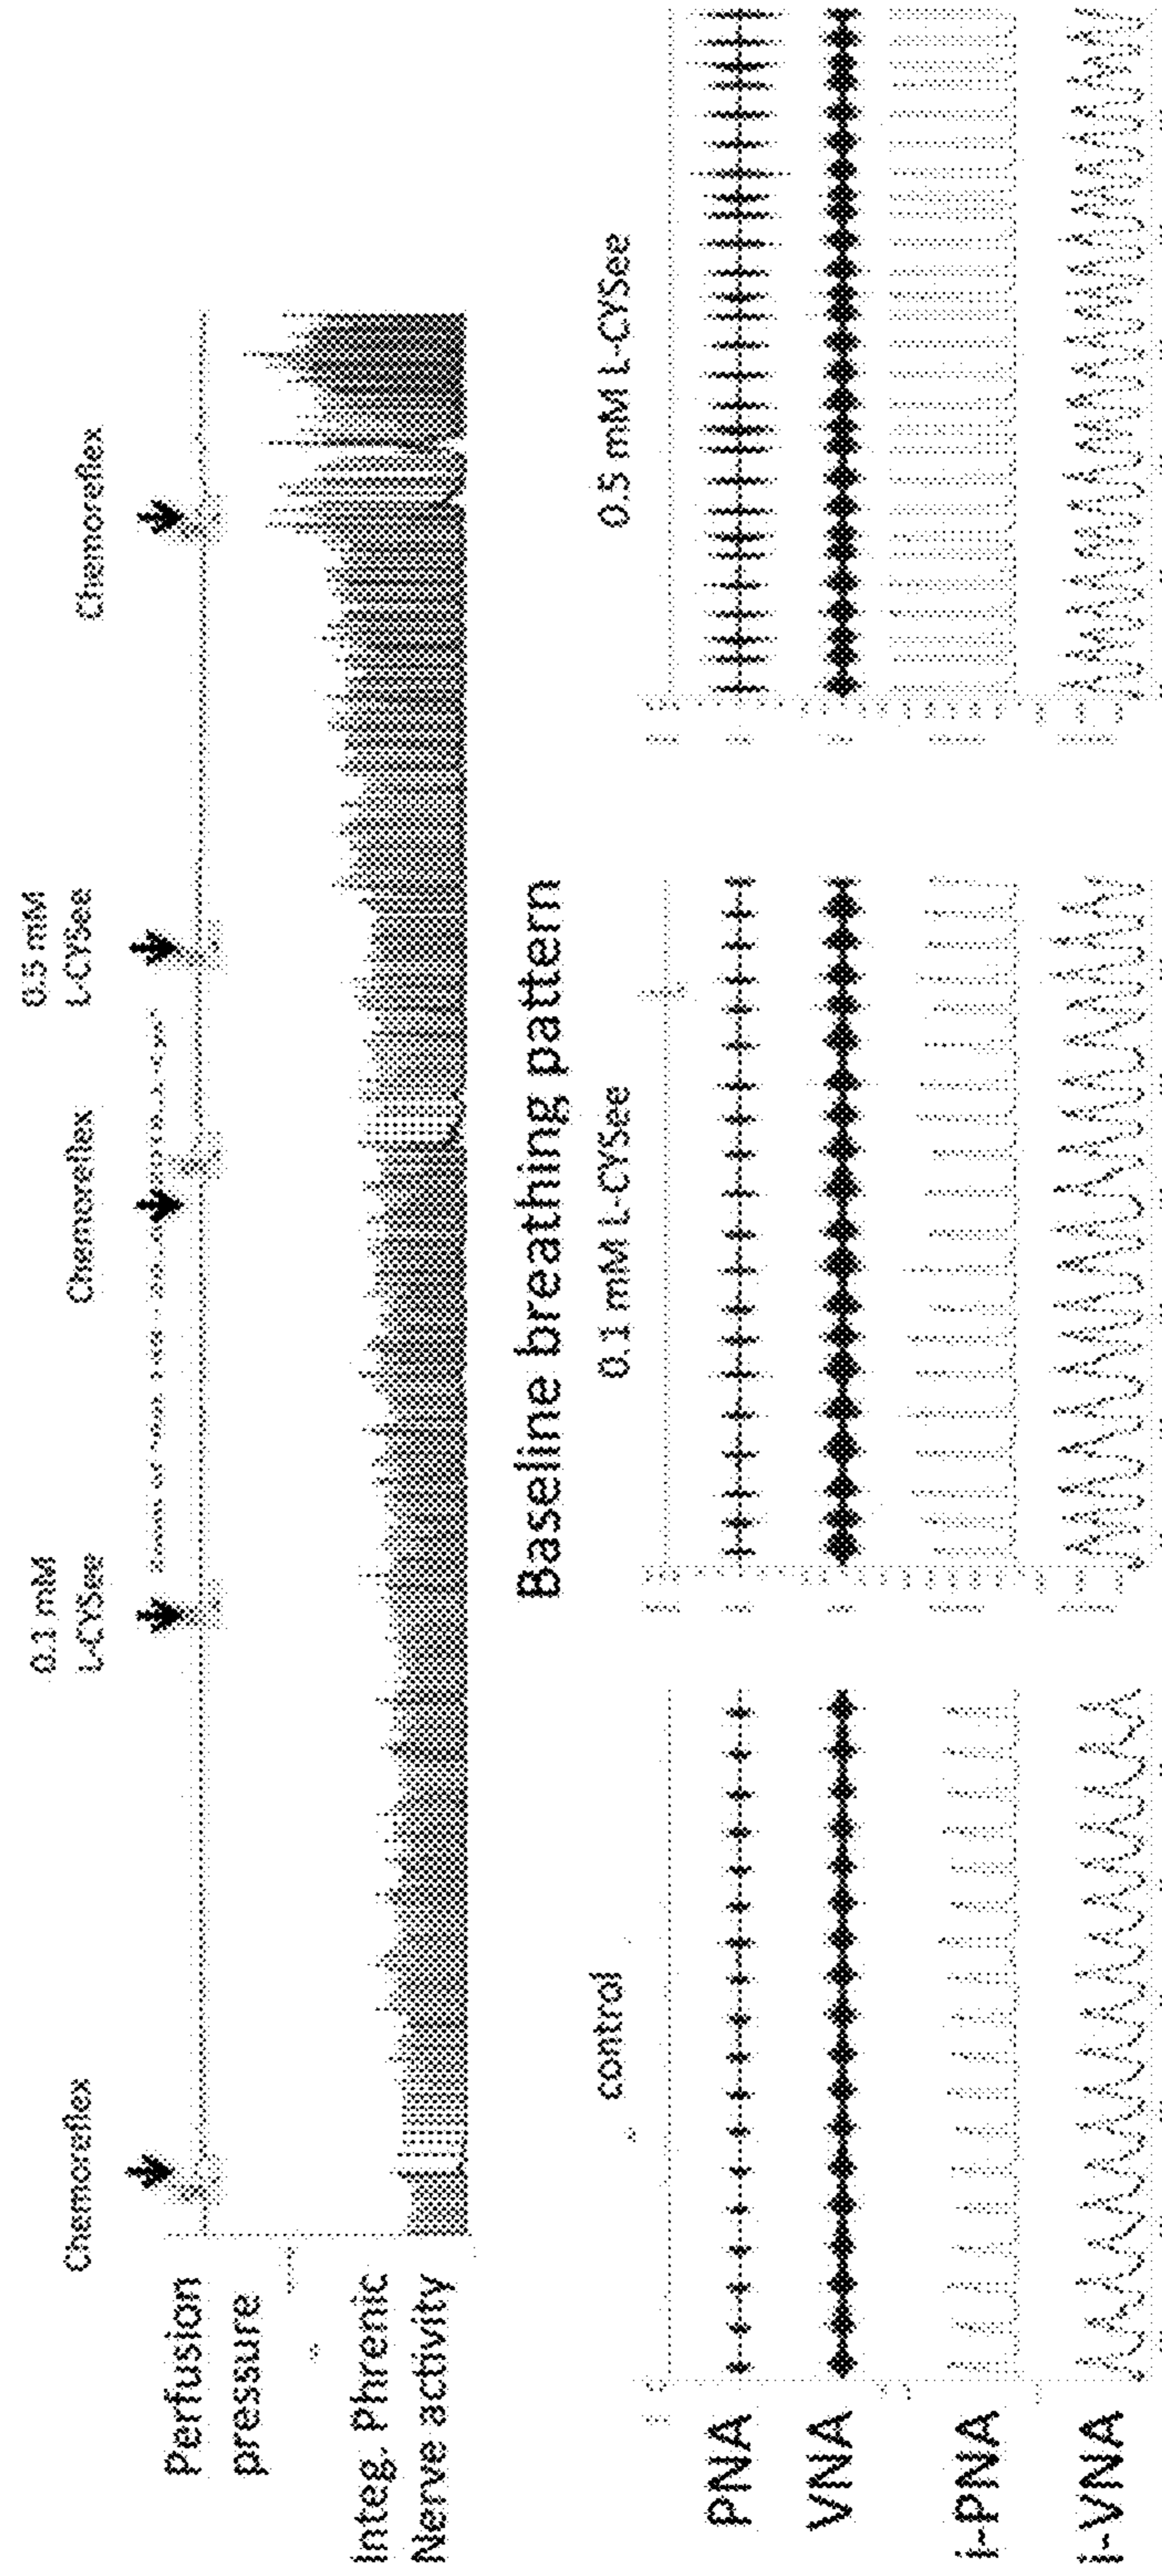 Chemoreflex
0.1 mM
L-CYSee
Chemoreflex
0.5 mM
L-CYSee
Chemoreflex
Perfusion
pressure
Integ. Phrenic
Nerve activity
Baseline breathing pattern
control
0.1 mM L-CYSee
0.5 mM L-CYSee
PNA
VNA
i-PNA
i-VNA